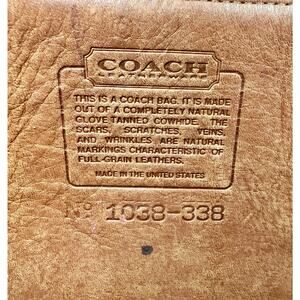 COACH
LEATHERWARE
THIS IS A COACH BAG. IT IS MADE
OUT OF A COMPLETELY NATURAL
GLOVE TANNED COWHIDE. THE
SCARS, SCRATCHES, VEINS,
AND WRINKLES ARE NATURAL
MARKINGS CHARACTERISTIC OF
FULL-GRAIN LEATHERS.
MADE IN THE UNITED STATES
Nº 1038-338